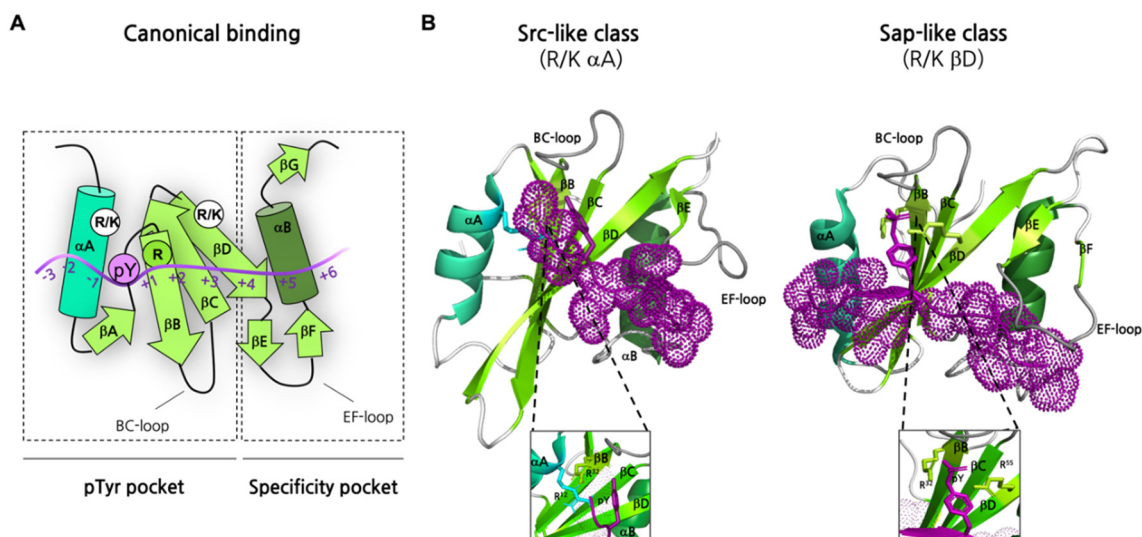 A
Canonical binding
αA
R/K
pY
R
R/K
βD
βG
αB
-3 -2 -1 +1 +2 +3 +4 +5 +6
βA
βB
βC
βE
βF
BC-loop
EF-loop
pTyr pocket
Specificity pocket
B
Src-like class
(R/K αA)
BC-loop
βB
βC
αA
βE
βD
EF-loop
αB
αA
βB
βC
pY
βD
αB
Sap-like class
(R/K βD)
BC-loop
βB
βC
βE
αA
βD
βF
EF-loop
βB
βC
R55
R32
pY
βD